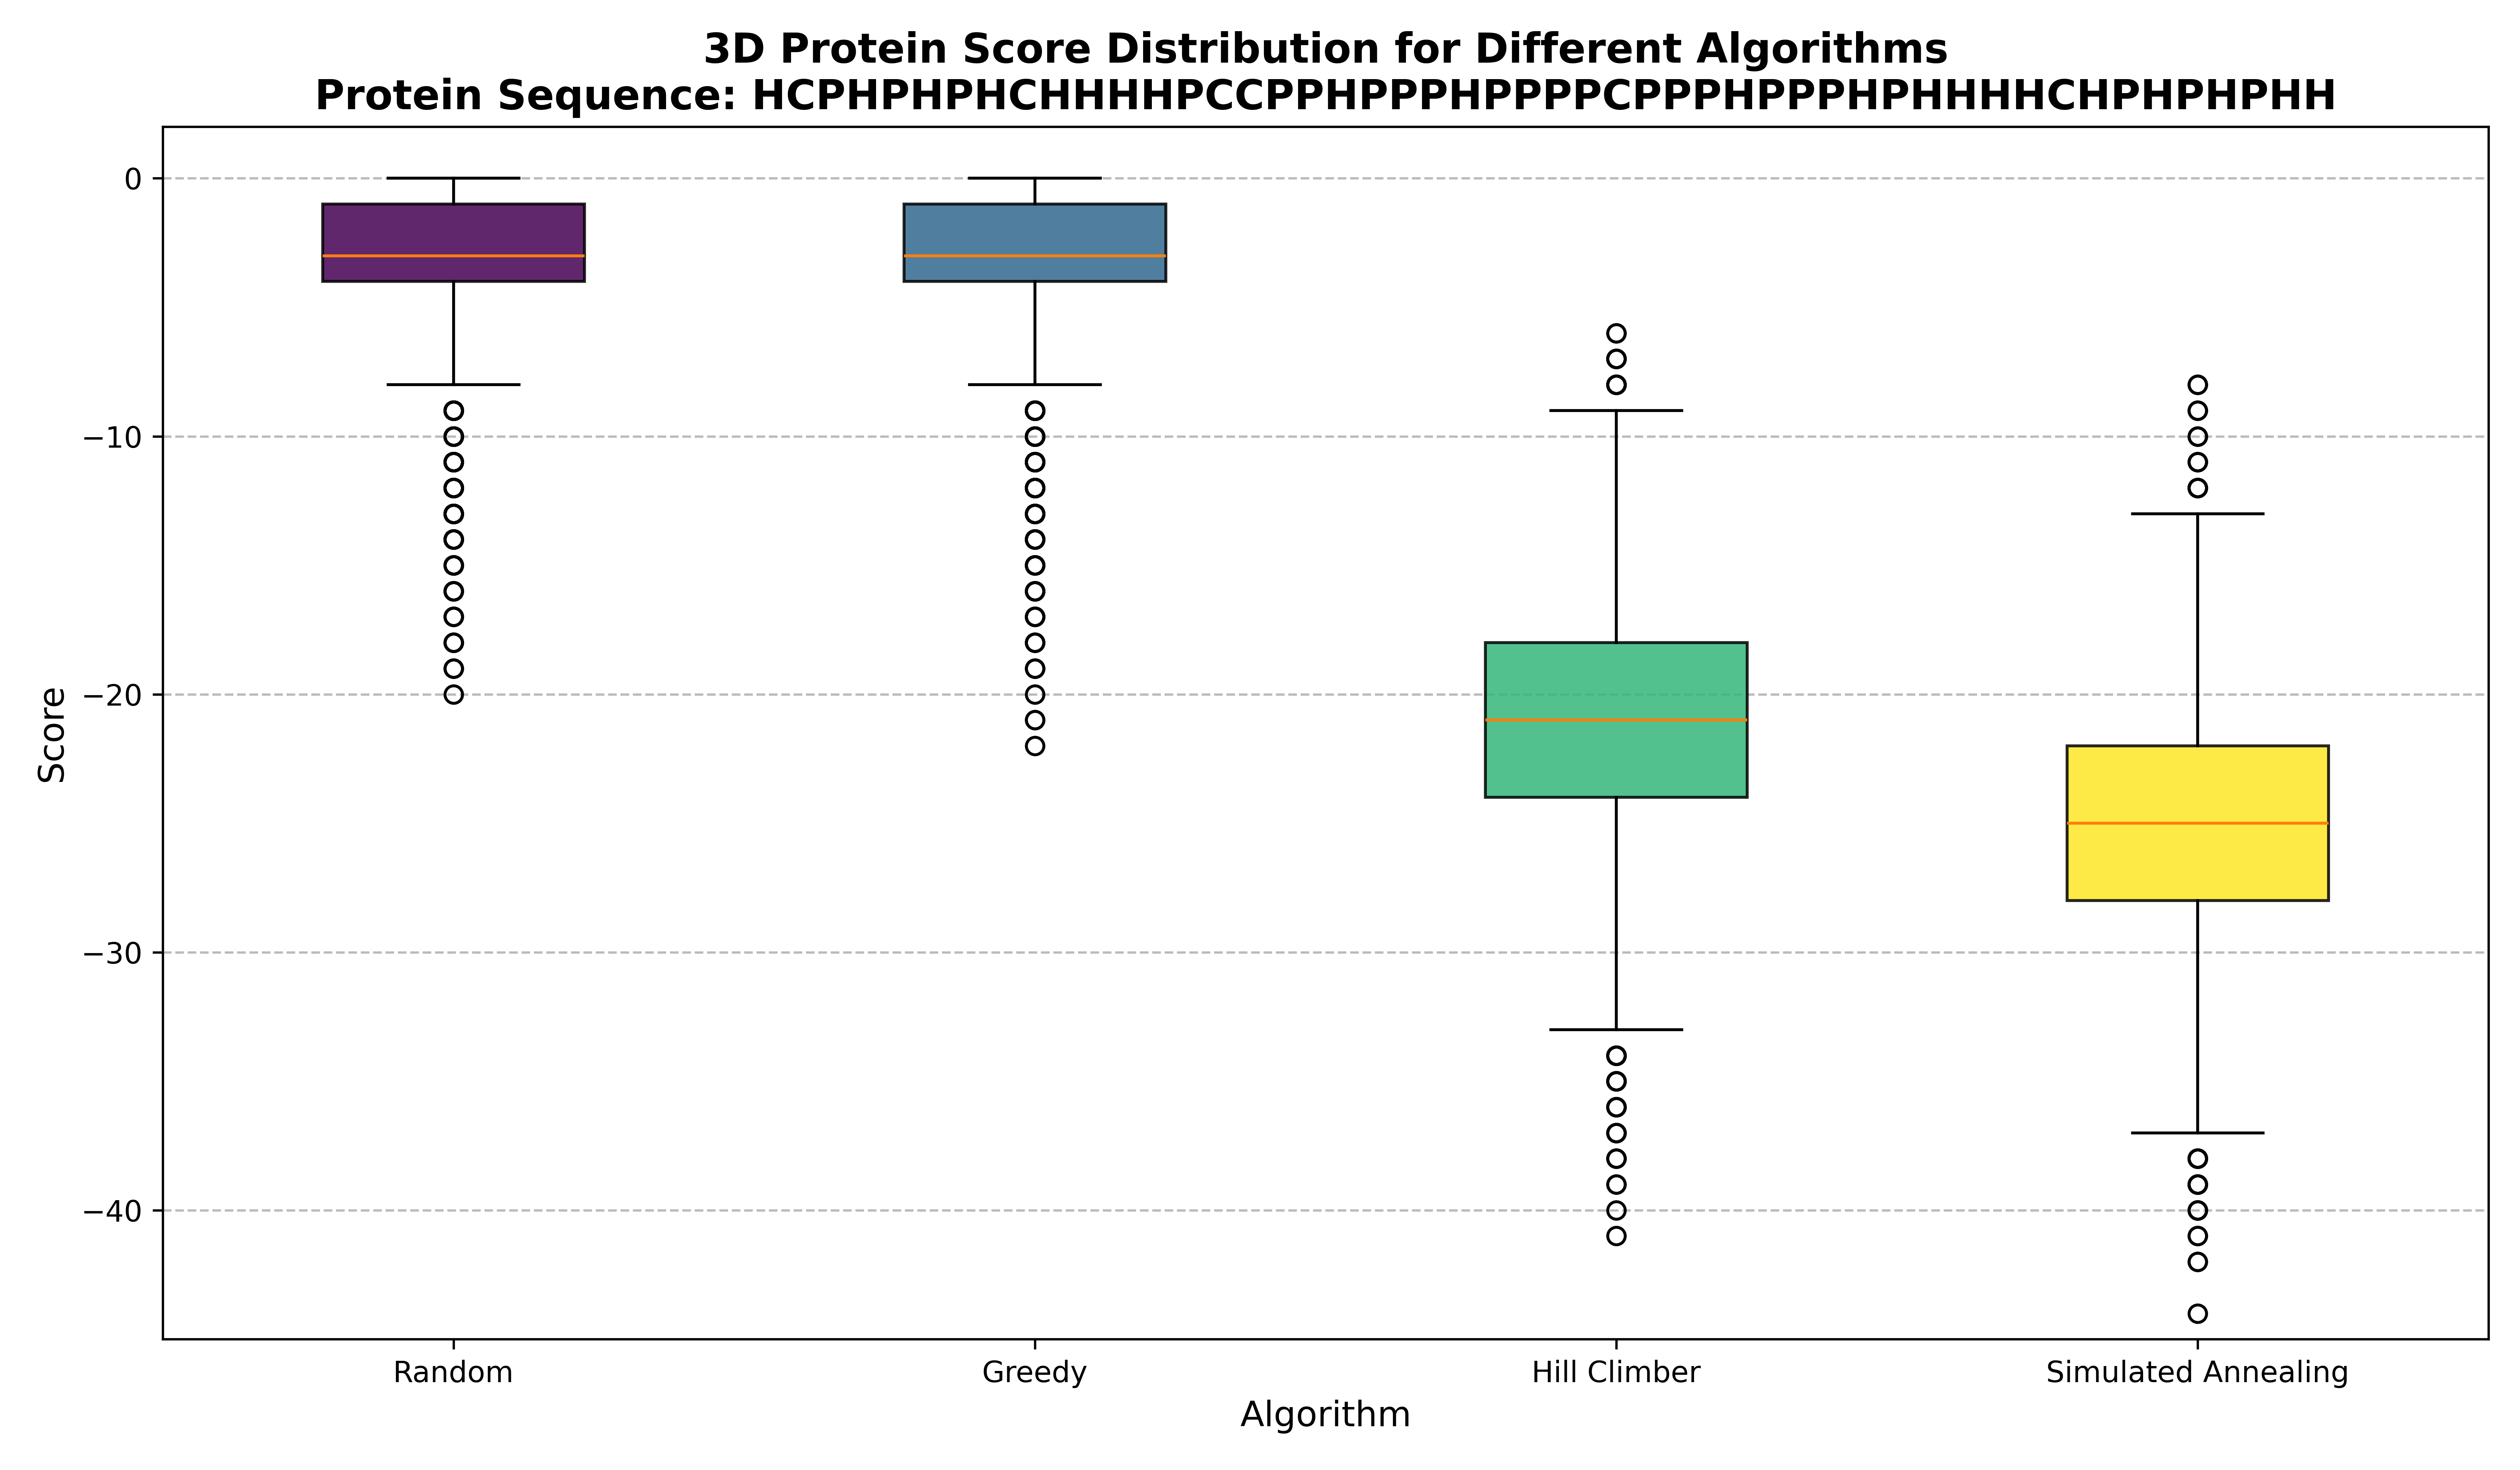 3D Protein Score Distribution for Different Algorithms
Protein Sequence: HCPHPHPHCHHHHHPCCPPHPPPHPPPPCPPPHPPPHPHHHHCHPHPHPHH
0
−10
−20
−30
−40
Score
Random
Greedy
Hill Climber
Simulated Annealing
Algorithm